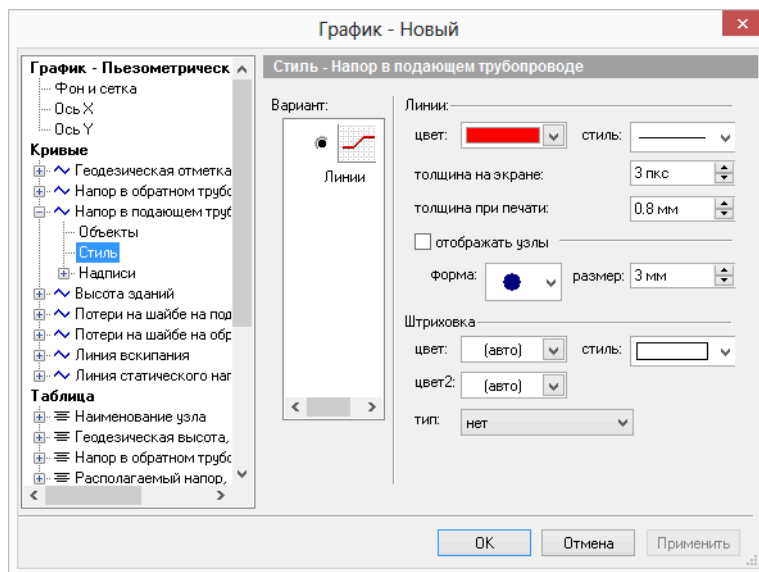 График - Новый
График - Пьезометрическ
Фон и сетка
Ось X
Ось Y
Кривые
Геодезическая отметка
Напор в обратном трубо
Напор в подающем труб
Объекты
Стиль
Надписи
Высота зданий
Потери на шайбе на под
Потери на шайбе на обр
Линия вскипания
Линия статического нап
Таблица
Наименование узла
Геодезическая высота,
Напор в обратном трубо
Располагаемый напор,
Стиль - Напор в подающем трубопроводе
Вариант:
Линии
Линии:
цвет: стиль:
толщина на экране: 3 пкс
толщина при печати: 0.8 мм
отображать узлы
форма: размер: 3 мм
Штриховка
цвет: (авто) стиль:
цвет2: (авто)
тип: нет
OK Отмена Применить